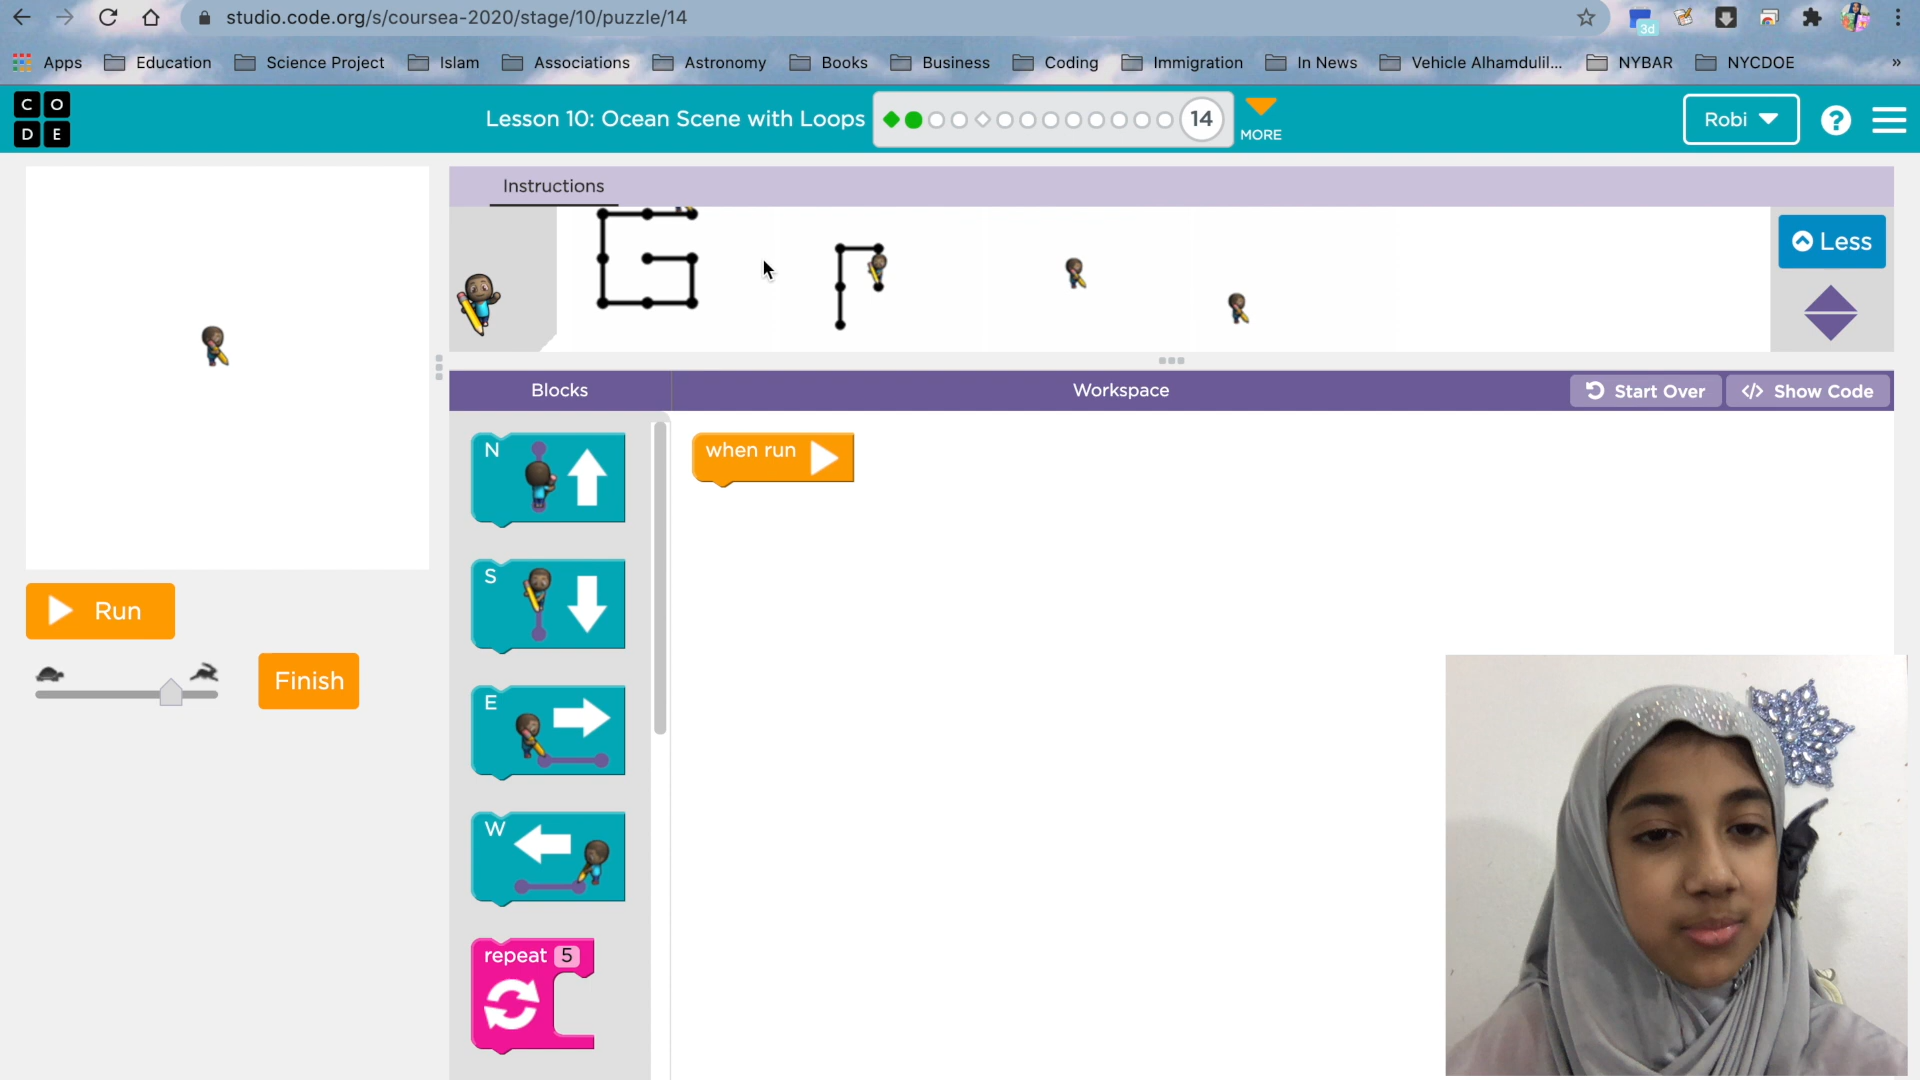 studio.code.org/s/coursea-2020/stage/10/puzzle/14
3d
Apps Education Science Project Islam Associations Astronomy Books Business Coding Immigration In News Vehicle Alhamdulil... NYBAR NYCDOE »
C O
D E
Lesson 10: Ocean Scene with Loops 14 MORE Robi ?
Instructions
Less
Blocks Workspace Start Over </> Show Code
N
when run
S
Run
Finish
E
W
repeat 5